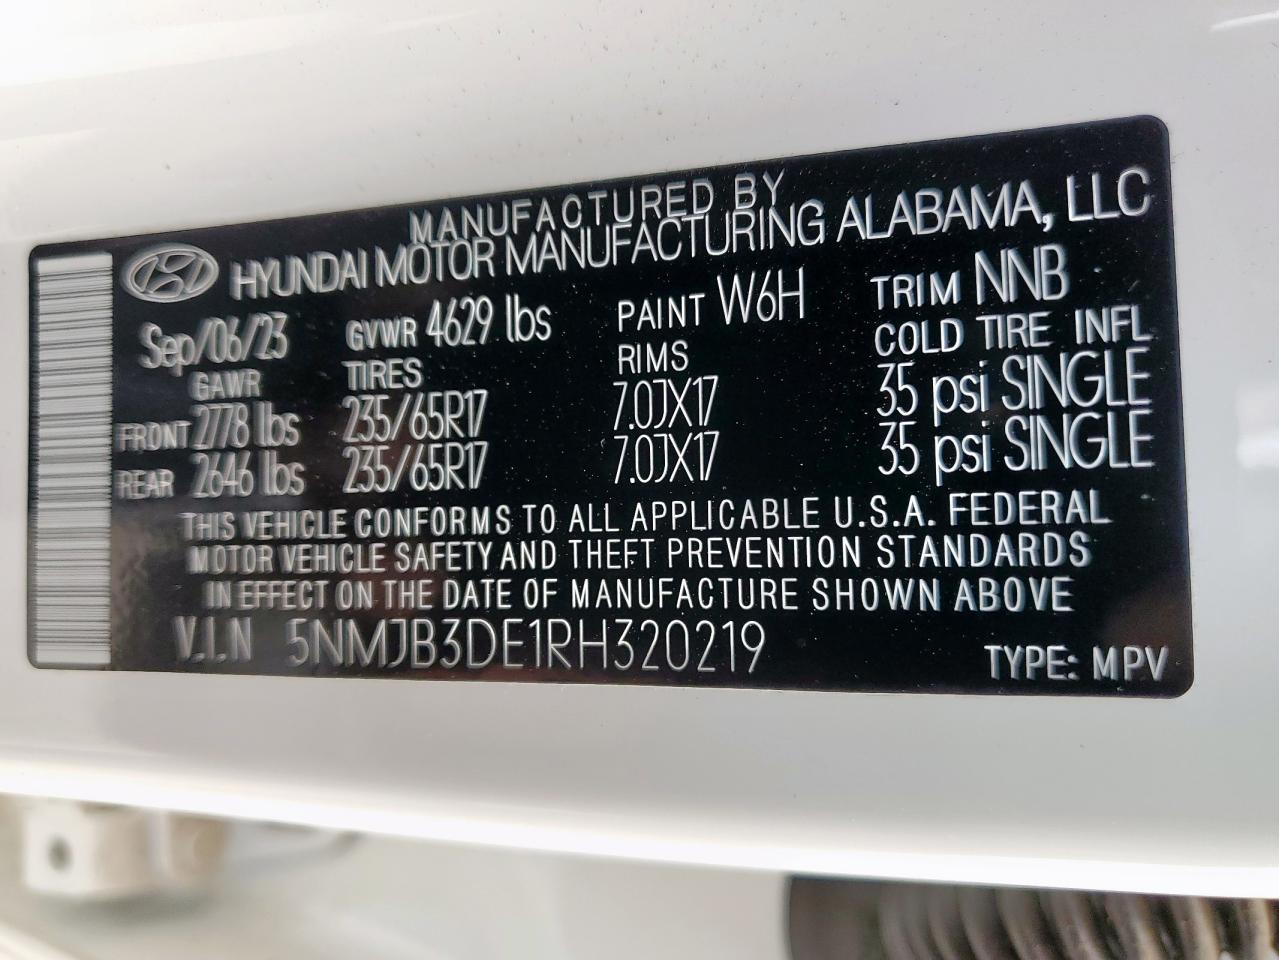 MANUFACTURED BY
HYUNDAI MOTOR MANUFACTURING ALABAMA, LLC
Sep/06/23 GVWR 4629 lbs PAINT W6H TRIM NNB
GAWR TIRES RIMS COLD TIRE INFL
FRONT 2778 lbs 235/65R17 7.0JX17 35 psi SINGLE
REAR 2646 lbs 235/65R17 7.0JX17 35 psi SINGLE
THIS VEHICLE CONFORMS TO ALL APPLICABLE U.S.A. FEDERAL
MOTOR VEHICLE SAFETY AND THEFT PREVENTION STANDARDS
IN EFFECT ON THE DATE OF MANUFACTURE SHOWN ABOVE
V.I.N 5NMJB3DE1RH320219 TYPE: MPV